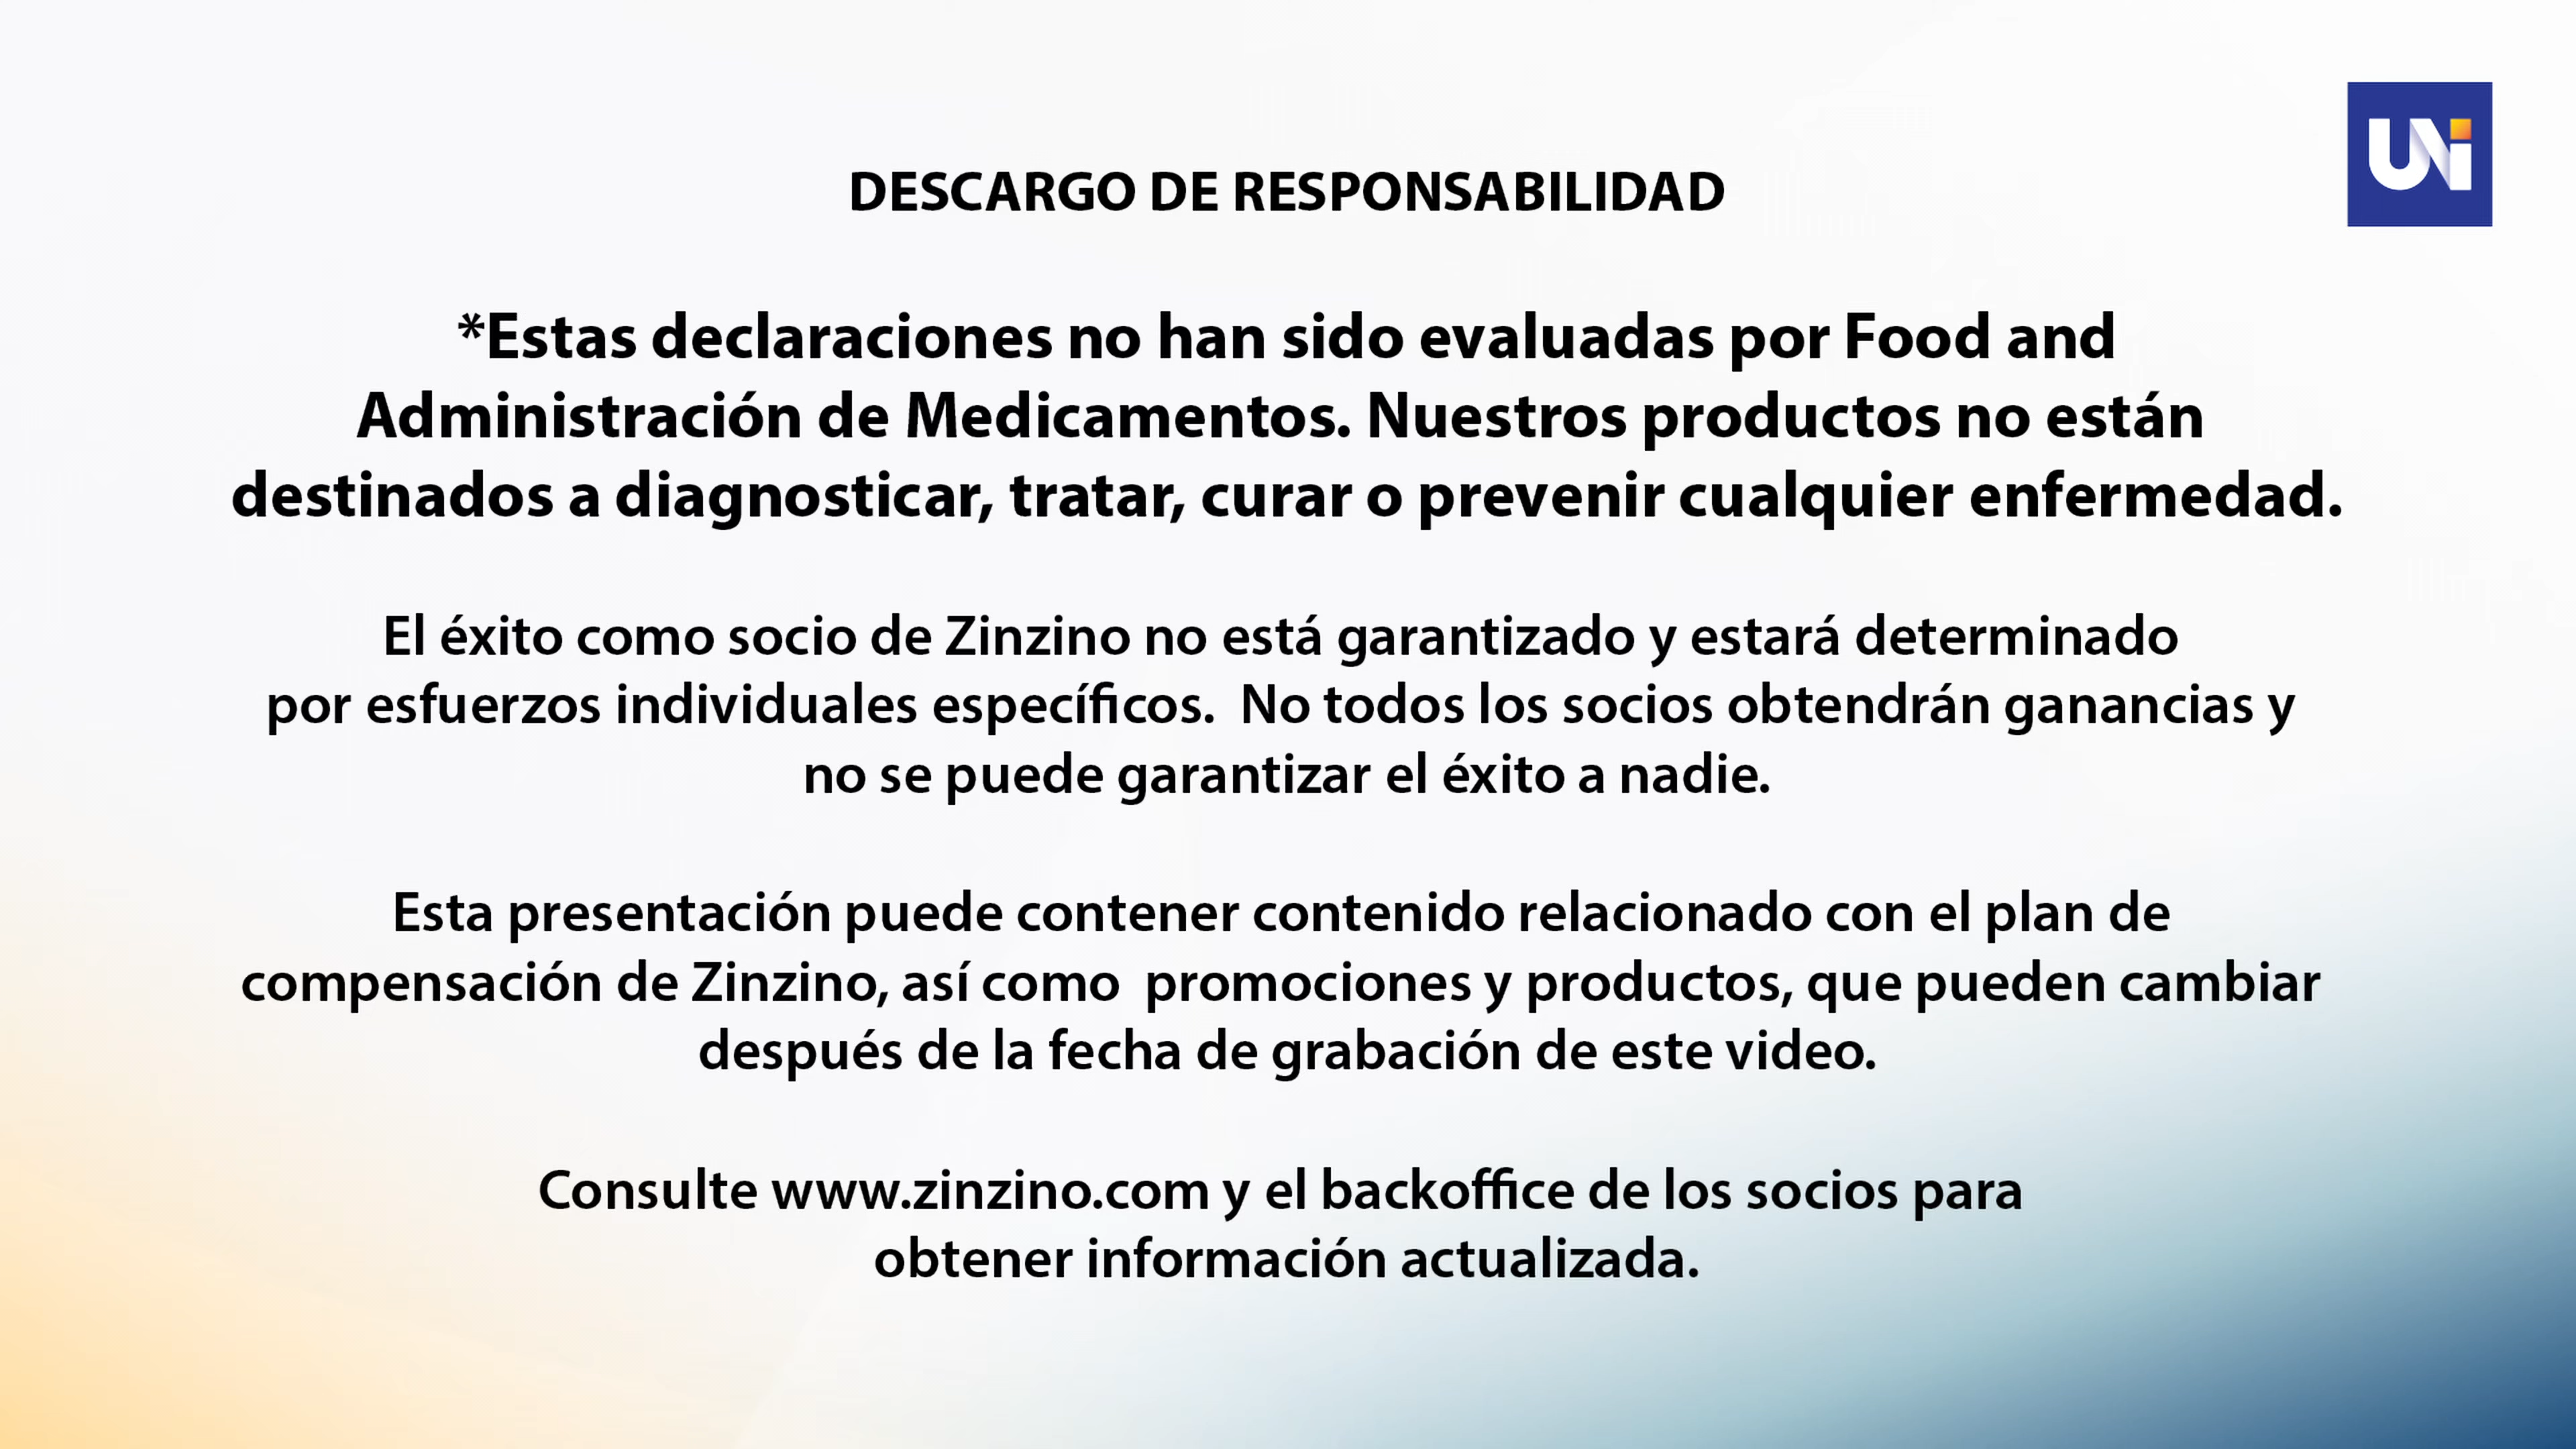 UNi
DESCARGO DE RESPONSABILIDAD
*Estas declaraciones no han sido evaluadas por Food and
Administración de Medicamentos. Nuestros productos no están
destinados a diagnosticar, tratar, curar o prevenir cualquier enfermedad.
El éxito como socio de Zinzino no está garantizado y estará determinado
por esfuerzos individuales específicos.  No todos los socios obtendrán ganancias y
no se puede garantizar el éxito a nadie.
Esta presentación puede contener contenido relacionado con el plan de
compensación de Zinzino, así como  promociones y productos, que pueden cambiar
después de la fecha de grabación de este video.
Consulte www.zinzino.com y el backoffice de los socios para
obtener información actualizada.